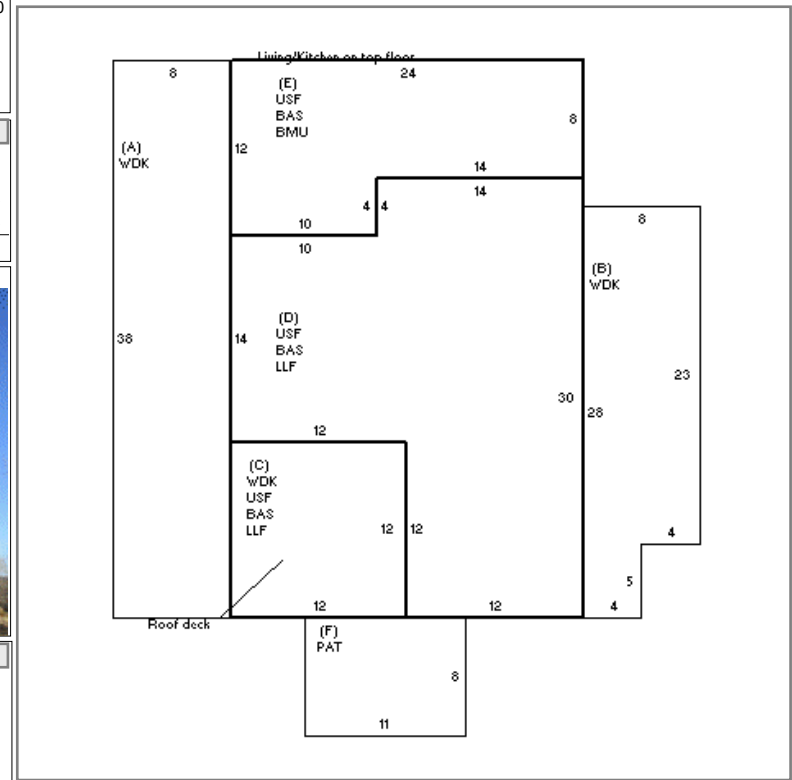 Living/Kitchen on top floor
8
24
(E)
USF
BAS
BMU
8
(A)
WDK
12
14
14
4
4
10
10
8
(B)
WDK
(D)
USF
BAS
LLF
38
14
23
30
28
12
(C)
WDK
USF
BAS
LLF
12
12
4
5
12
12
4
Roof deck
(F)
PAT
8
11